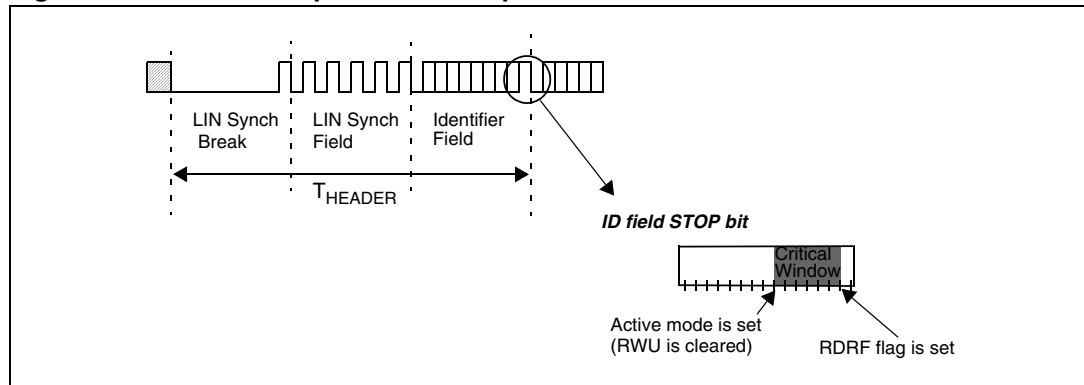 LIN Synch
Break
LIN Synch
Field
Identifier
Field
THEADER
ID field STOP bit
Critical
Window
Active mode is set
(RWU is cleared)
RDRF flag is set